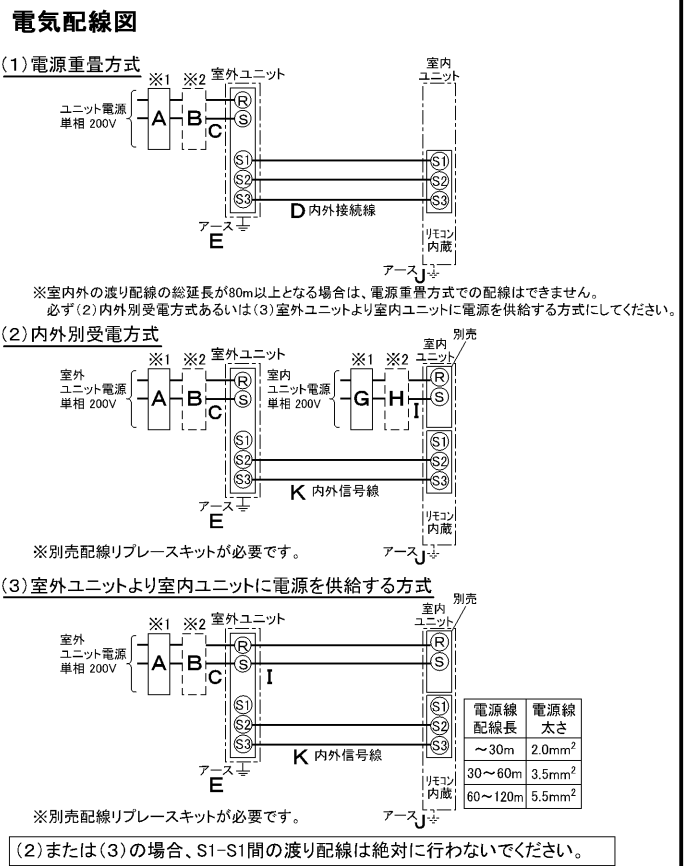 電気配線図
(1)電源重畳方式
※1 ※2 室外ユニット
室内
ユニット
ユニット電源
単相 200V
A B C
R
S
S1
S2
S3
S1
S2
S3
D 内外接続線
アース
E
リモコン
内蔵
アース J
※室内外の渡り配線の総延長が80m以上となる場合は、電源重畳方式での配線はできません。
必ず(2)内外別受電方式あるいは(3)室外ユニットより室内ユニットに電源を供給する方式にしてください。
(2)内外別受電方式
※1 ※2 室外ユニット
※1 ※2
室内
ユニット
別売
室外
ユニット電源
単相 200V
A B C
R
S
室内
ユニット電源
単相 200V
G H I
R
S
S1
S2
S3
S1
S2
S3
K 内外信号線
アース
E
リモコン
内蔵
アース J
※別売配線リプレースキットが必要です。
(3)室外ユニットより室内ユニットに電源を供給する方式
※1 ※2 室外ユニット
室内
ユニット
別売
室外
ユニット電源
単相 200V
A B C
R
S
I
R
S
S1
S2
S3
S1
S2
S3
K 内外信号線
アース
E
リモコン
内蔵
アース J
電源線
配線長
電源線
太さ
~30m 2.0mm²
30~60m 3.5mm²
60~120m 5.5mm²
※別売配線リプレースキットが必要です。
(2)または(3)の場合、S1-S1間の渡り配線は絶対に行わないでください。